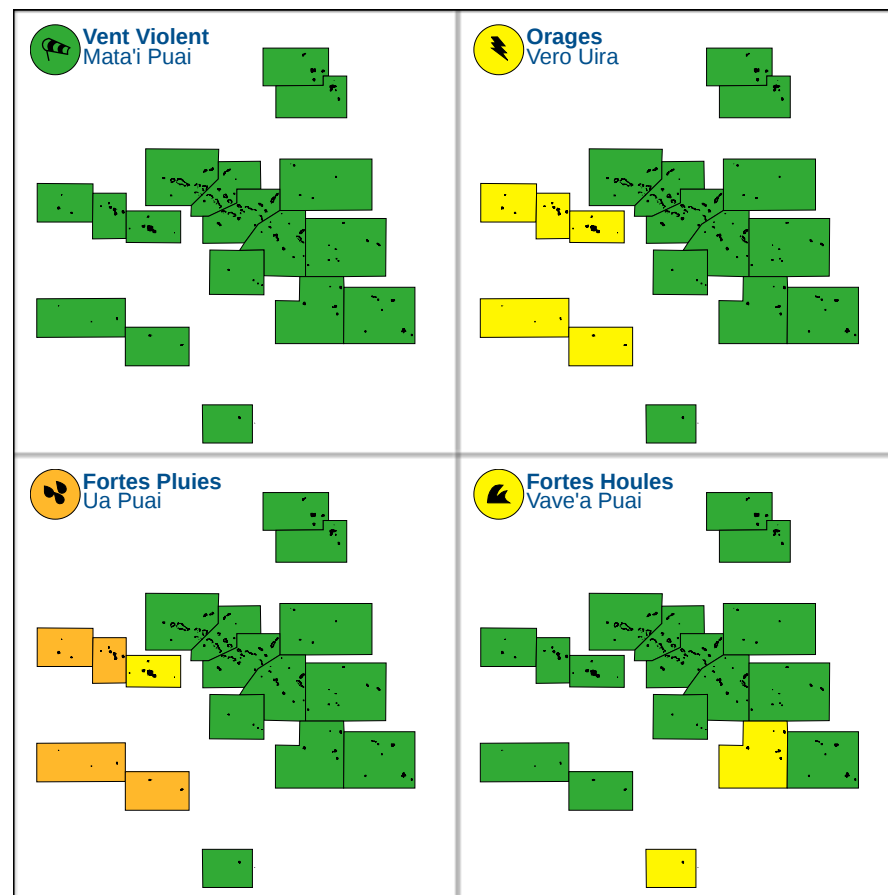 Vent Violent
Mata'i Puai
Orages
Vero Uira
Fortes Pluies
Ua Puai
Fortes Houles
Vave'a Puai